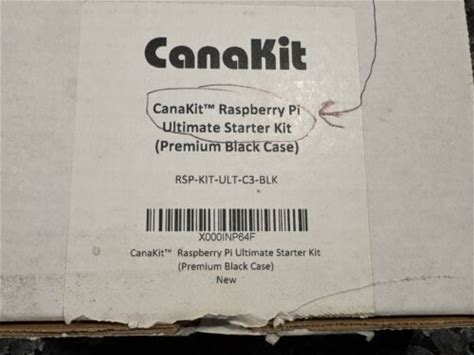 CanaKit
CanaKit™ Raspberry Pi
Ultimate Starter Kit
(Premium Black Case)
RSP-KIT-ULT-C3-BLK
X000INP64F
CanaKit™ Raspberry Pi Ultimate Starter Kit
(Premium Black Case)
New